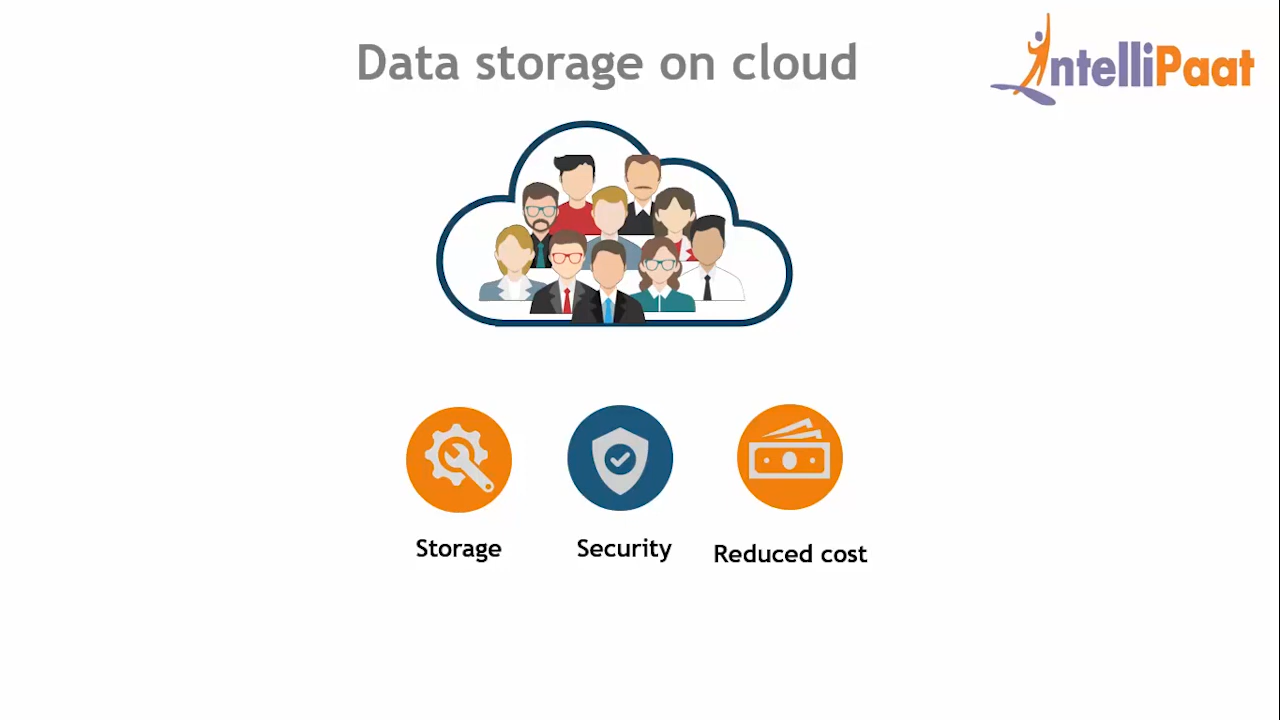 Data storage on cloud
IntelliPaat
Storage
Security
Reduced cost